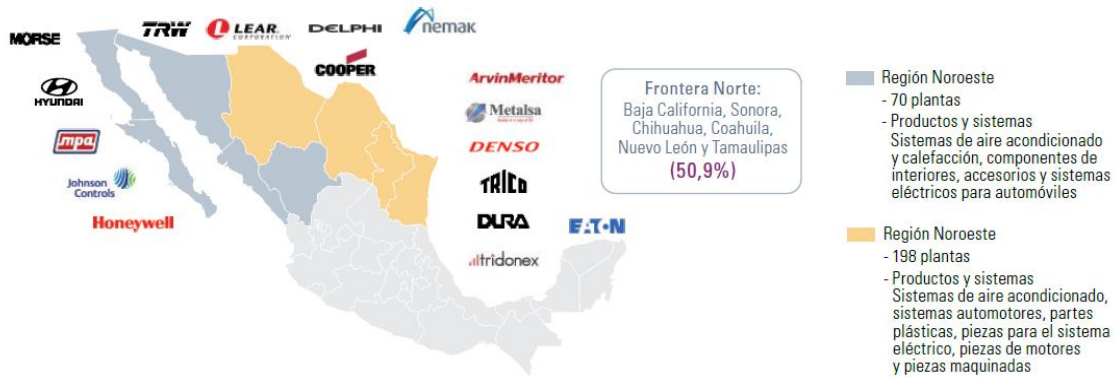 MORSE
TRW
LEAR
CORPORATION
DELPHI
nemak
HYUNDAI
COOPER
mpa
Johnson
Controls
Honeywell
ArvinMeritor
Metalsa
DENSO
TRICO
DURA
EATON
tridonex
Frontera Norte:
Baja California, Sonora,
Chihuahua, Coahuila,
Nuevo León y Tamaulipas
(50,9%)
Región Noroeste
- 70 plantas
- Productos y sistemas
Sistemas de aire acondicionado
y calefacción, componentes de
interiores, accesorios y sistemas
eléctricos para automóviles
Región Noroeste
- 198 plantas
- Productos y sistemas
Sistemas de aire acondicionado,
sistemas automotores, partes
plásticas, piezas para el sistema
eléctrico, piezas de motores
y piezas maquinadas